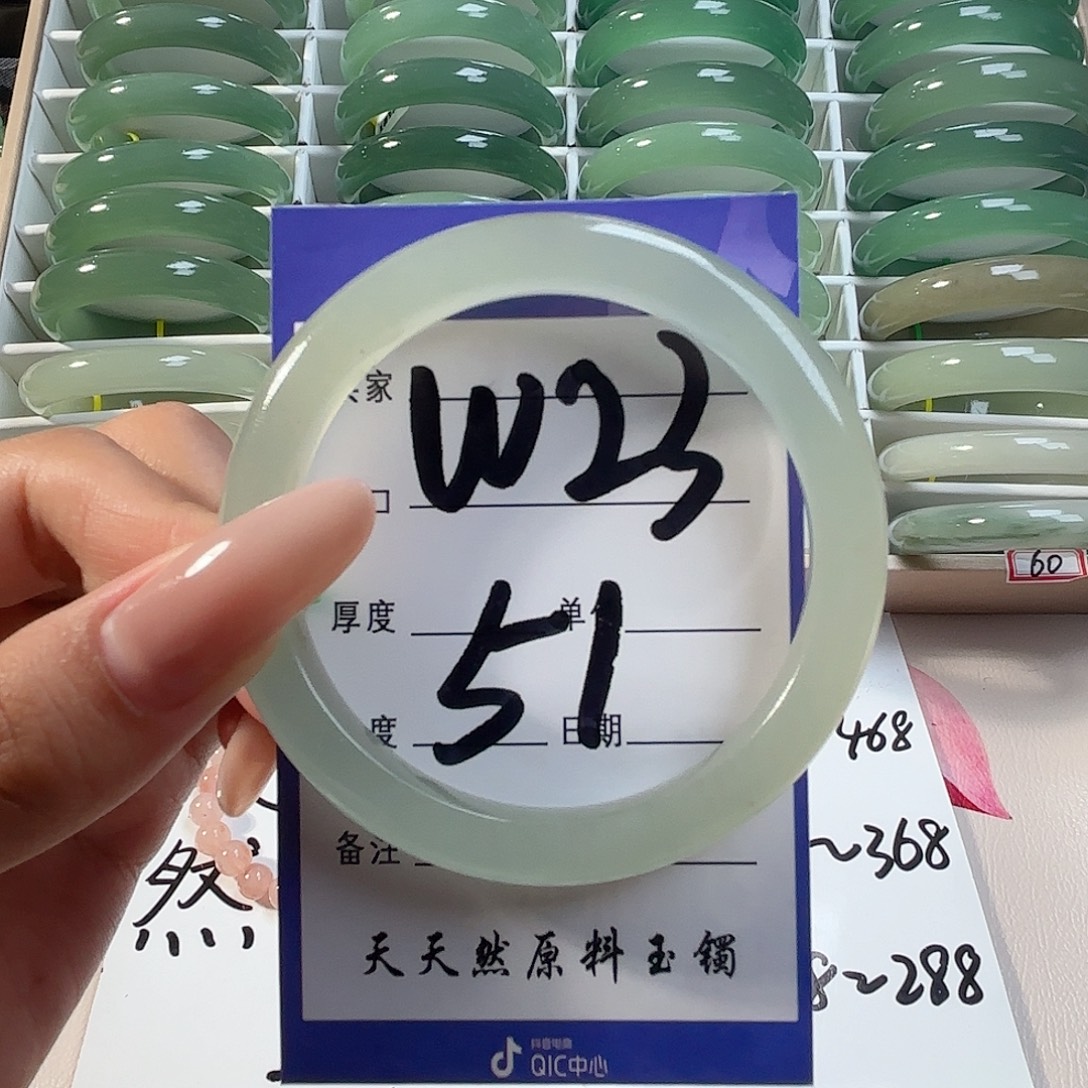 家
W23
口
厚度
51
单
度
日期
备注
天天然原料玉镯
抖音电商
QIC中心
60
468
~368
8~288
然